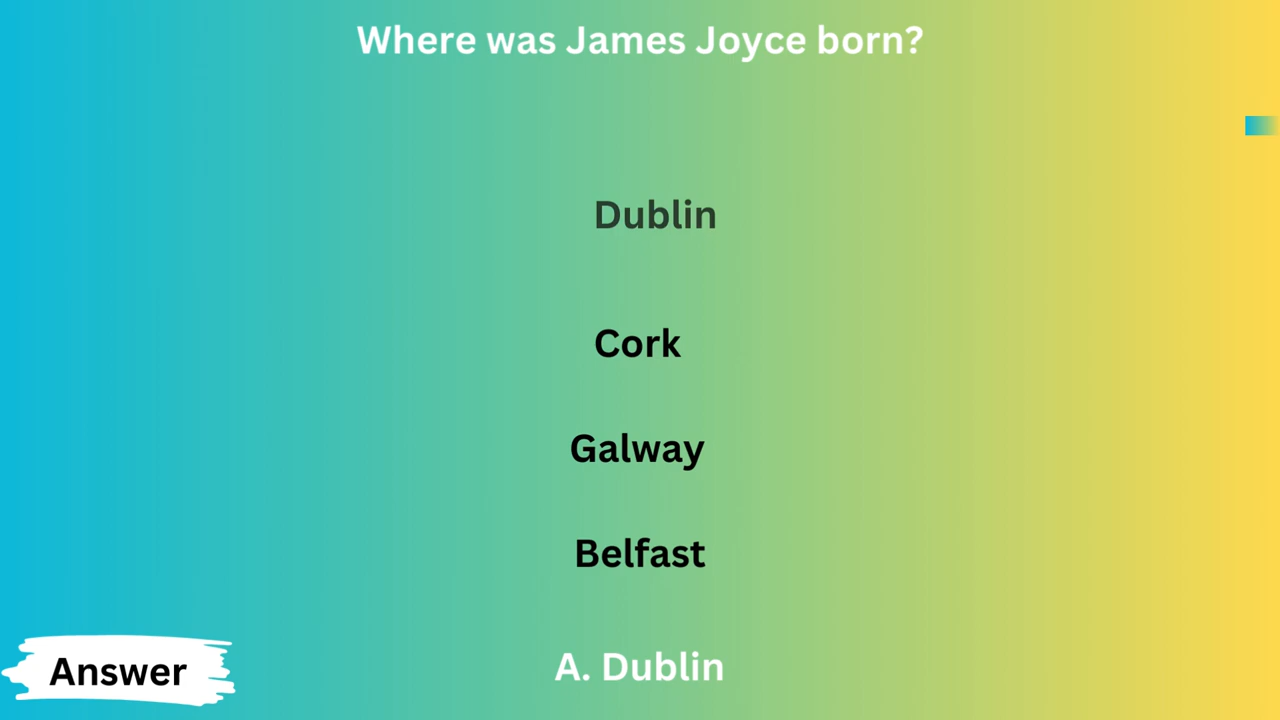 Where was James Joyce born?
Dublin
Cork
Galway
Belfast
Answer
A. Dublin